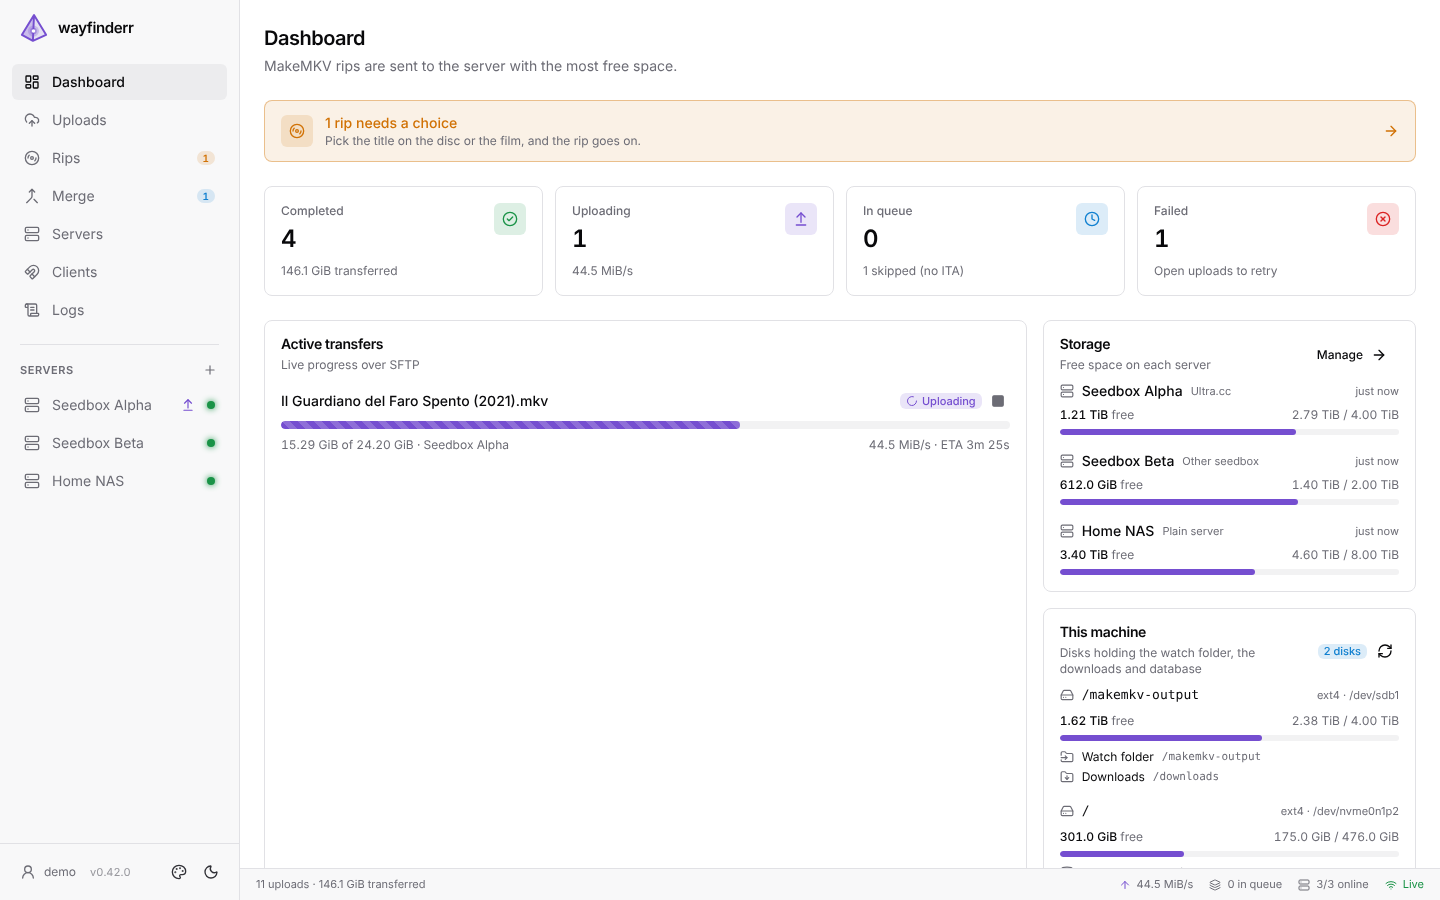 wayfinderr
Dashboard
Uploads
Rips 1
Merge 1
Servers
Clients
Logs
SERVERS
Seedbox Alpha
Seedbox Beta
Home NAS
demo v0.42.0
Dashboard
MakeMKV rips are sent to the server with the most free space.
1 rip needs a choice
Pick the title on the disc or the film, and the rip goes on.
Completed
4
146.1 GiB transferred
Uploading
1
44.5 MiB/s
In queue
0
1 skipped (no ITA)
Failed
1
Open uploads to retry
Active transfers
Live progress over SFTP
Il Guardiano del Faro Spento (2021).mkv Uploading
15.29 GiB of 24.20 GiB · Seedbox Alpha 44.5 MiB/s · ETA 3m 25s
Storage
Free space on each server
Manage
Seedbox Alpha Ultra.cc just now
1.21 TiB free 2.79 TiB / 4.00 TiB
Seedbox Beta Other seedbox just now
612.0 GiB free 1.40 TiB / 2.00 TiB
Home NAS Plain server just now
3.40 TiB free 4.60 TiB / 8.00 TiB
This machine
Disks holding the watch folder, the
downloads and database
2 disks
/makemkv-output ext4 · /dev/sdb1
1.62 TiB free 2.38 TiB / 4.00 TiB
Watch folder /makemkv-output
Downloads /downloads
/ ext4 · /dev/nvme0n1p2
301.0 GiB free 175.0 GiB / 476.0 GiB
11 uploads · 146.1 GiB transferred
44.5 MiB/s 0 in queue 3/3 online Live